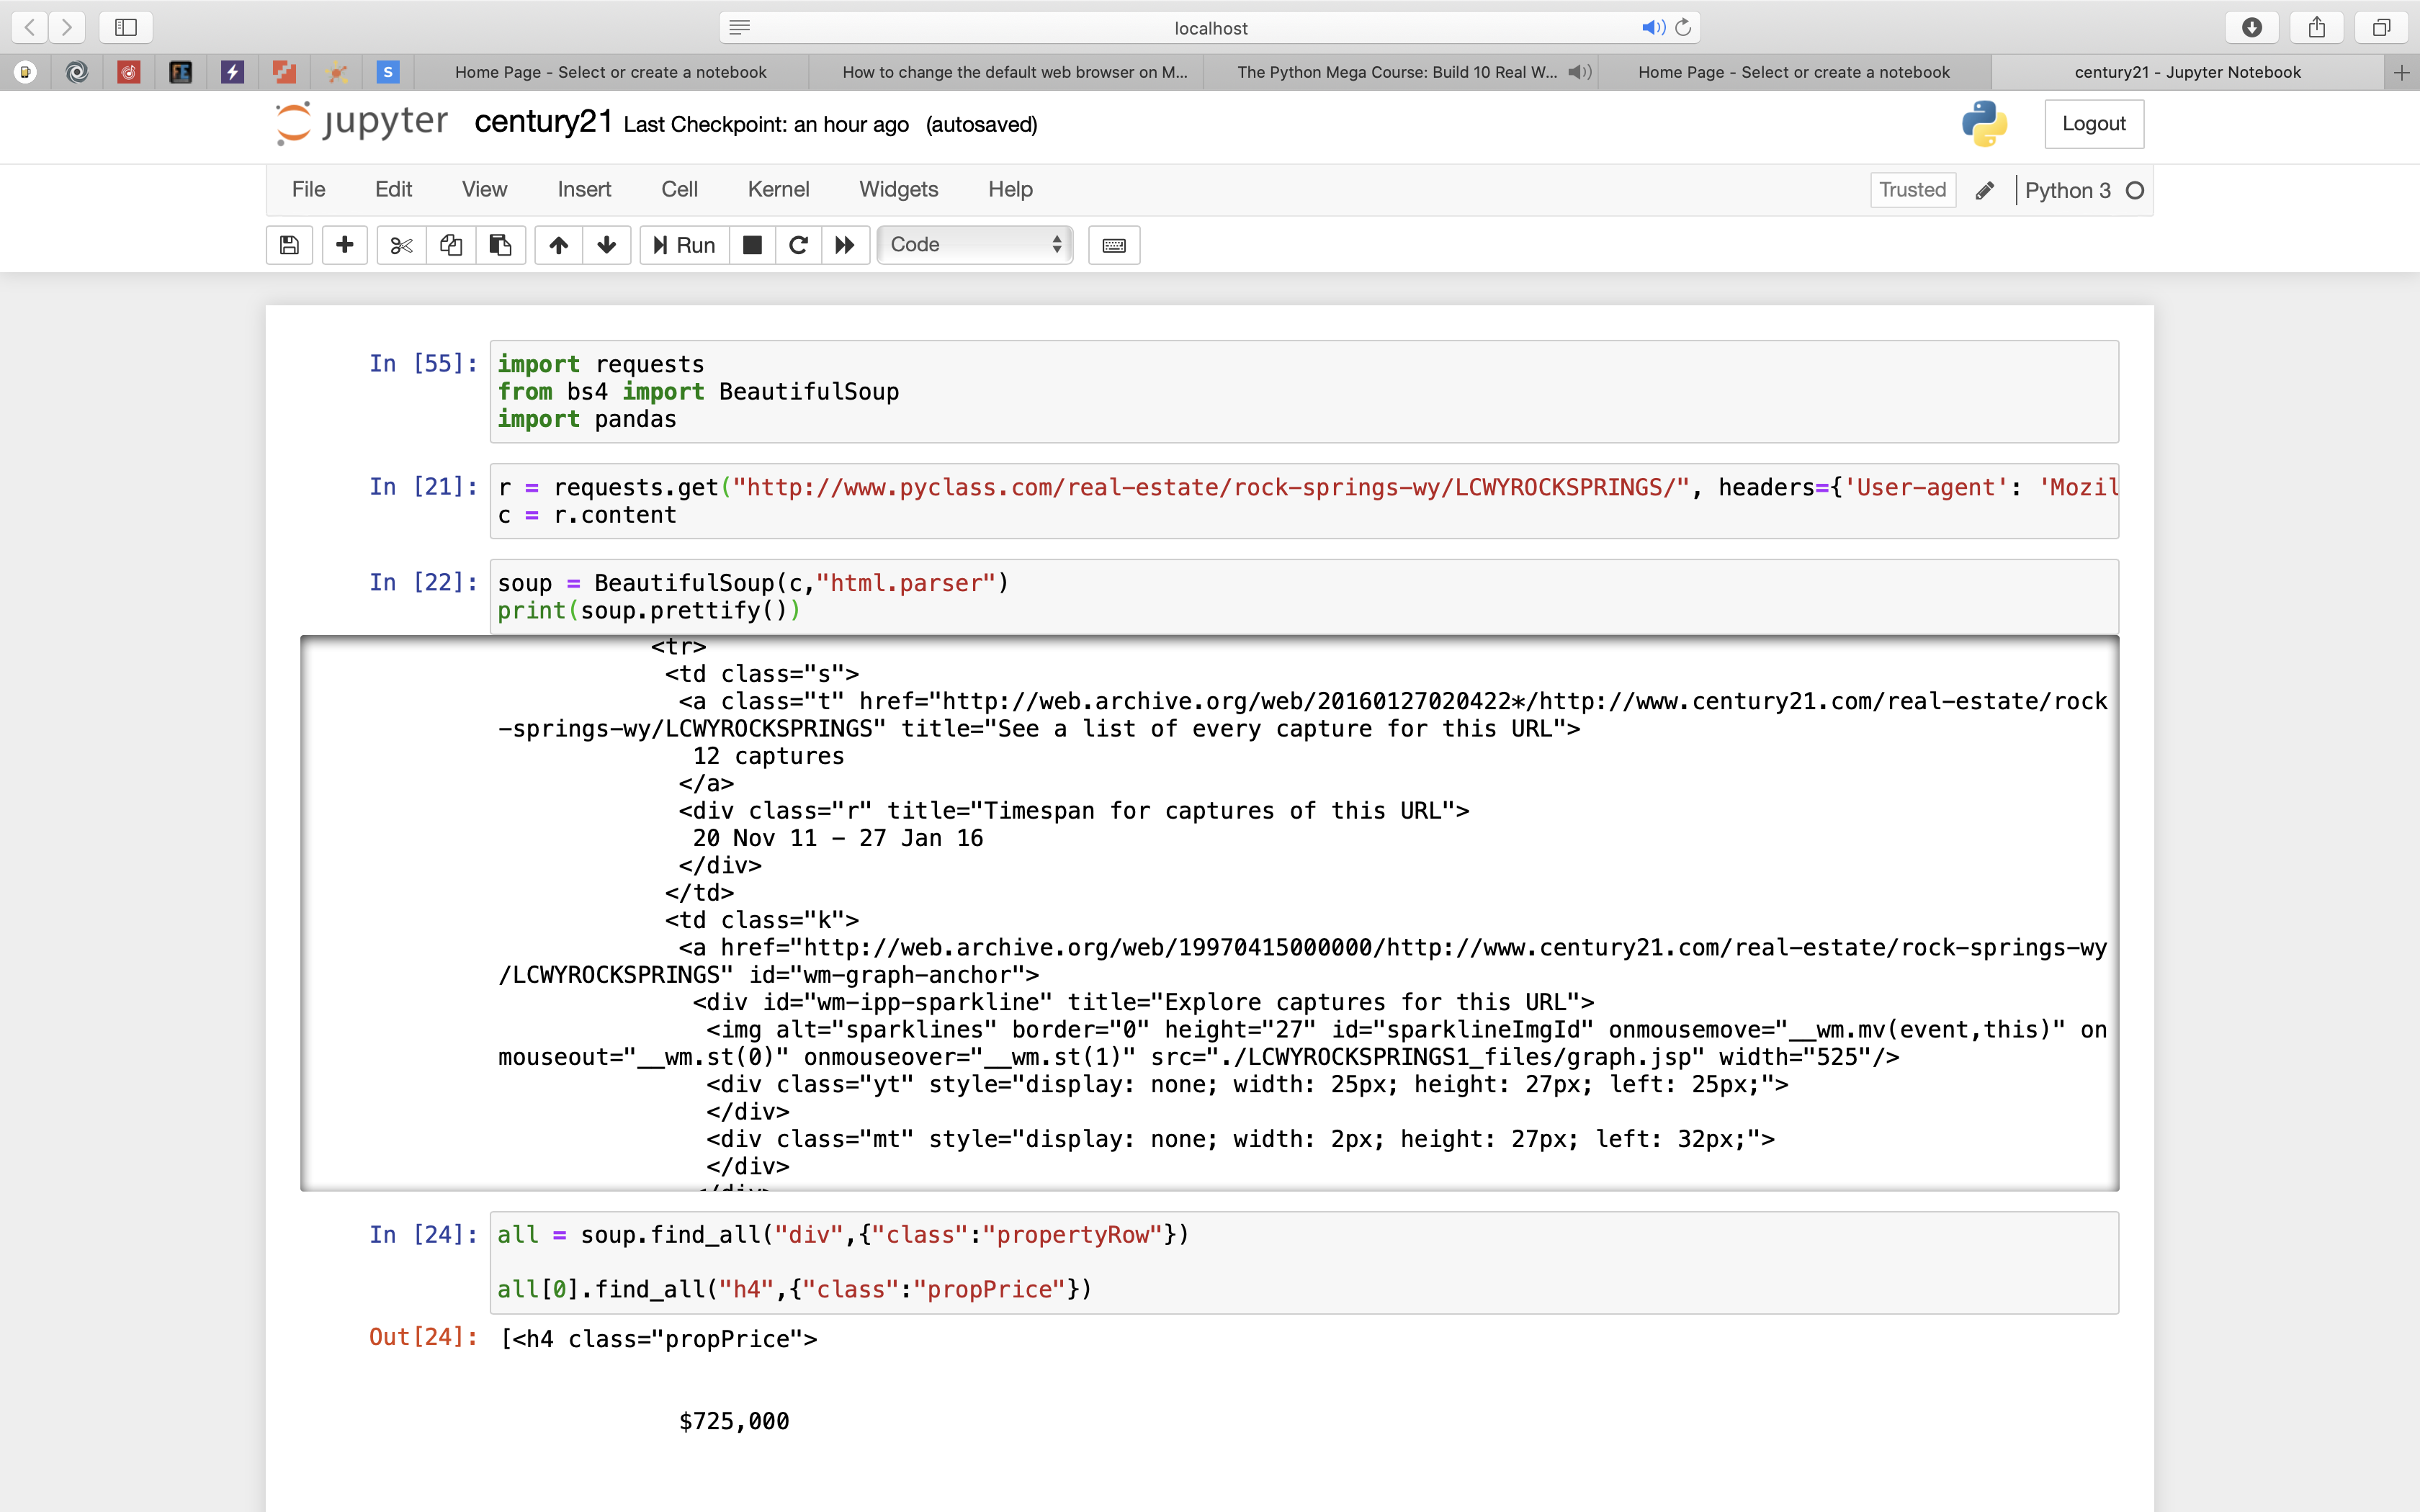 localhost
S
Home Page - Select or create a notebook
How to change the default web browser on M...
The Python Mega Course: Build 10 Real W...
Home Page - Select or create a notebook
century21 - Jupyter Notebook
jupyter century21 Last Checkpoint: an hour ago (autosaved)
Logout
File Edit View Insert Cell Kernel Widgets Help
Trusted
Python 3
Run
Code
In [55]: import requests
from bs4 import BeautifulSoup
import pandas
In [21]: r = requests.get("http://www.pyclass.com/real-estate/rock-springs-wy/LCWYROCKSPRINGS/", headers={'User-agent': 'Mozil
c = r.content
In [22]: soup = BeautifulSoup(c,"html.parser")
print(soup.prettify())
<tr>
<td class="s">
<a class="t" href="http://web.archive.org/web/20160127020422*/http://www.century21.com/real-estate/rock
-springs-wy/LCWYROCKSPRINGS" title="See a list of every capture for this URL">
12 captures
</a>
<div class="r" title="Timespan for captures of this URL">
20 Nov 11 – 27 Jan 16
</div>
</td>
<td class="k">
<a href="http://web.archive.org/web/19970415000000/http://www.century21.com/real-estate/rock-springs-wy
/LCWYROCKSPRINGS" id="wm-graph-anchor">
<div id="wm-ipp-sparkline" title="Explore captures for this URL">
<img alt="sparklines" border="0" height="27" id="sparklineImgId" onmousemove="__wm.mv(event,this)" on
mouseout="__wm.st(0)" onmouseover="__wm.st(1)" src="./LCWYROCKSPRINGS1_files/graph.jsp" width="525"/>
<div class="yt" style="display: none; width: 25px; height: 27px; left: 25px;">
</div>
<div class="mt" style="display: none; width: 2px; height: 27px; left: 32px;">
</div>
</div>
In [24]: all = soup.find_all("div",{"class":"propertyRow"})
all[0].find_all("h4",{"class":"propPrice"})
Out[24]: [<h4 class="propPrice">
$725,000